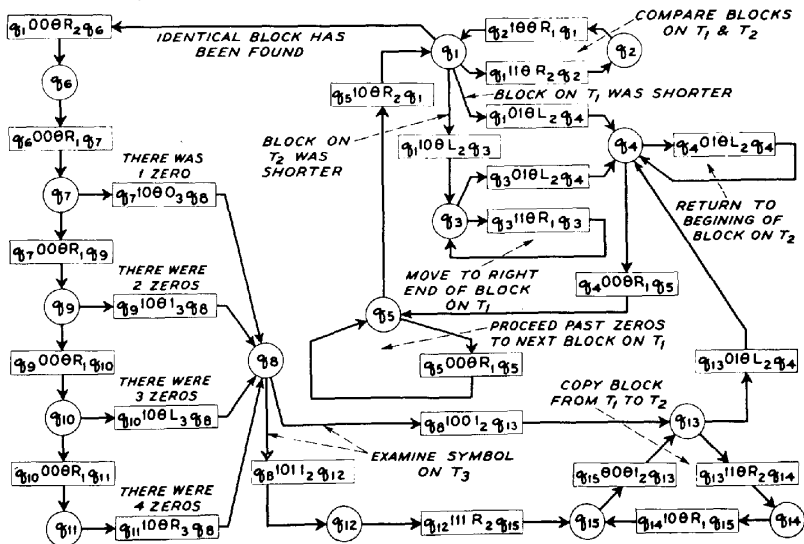 q1 00θR2 q6
IDENTICAL BLOCK HAS
BEEN FOUND
q1
q2 1θθR1 q1
COMPARE BLOCKS
ON T1 & T2
q2
q1 11θR2 q2
q6
q5 10θR2 q1
BLOCK ON T1 WAS SHORTER
q1 01θL2 q4
q6 00θR1 q7
BLOCK ON
T2 WAS
SHORTER
q1 10θL2 q3
q4
q4 01θL2 q4
THERE WAS
1 ZERO
q7
q7 10θ03 q8
q3 01θL2 q4
q3
q3 11θR1 q3
RETURN TO
BEGINING OF
BLOCK ON T2
q7 00θR1 q9
THERE WERE
2 ZEROS
MOVE TO RIGHT
END OF BLOCK
ON T1
q4 00θR1 q5
q9
q9 10θ13 q8
q5
PROCEED PAST ZEROS
TO NEXT BLOCK ON T1
q8
q5 00θR1 q5
q13 01θL2 q4
q9 00θR1 q10
THERE WERE
3 ZEROS
COPY BLOCK
FROM T1 TO T2
q10
q10 10θL3 q8
q8 100 12 q13
q13
EXAMINE SYMBOL
ON T3
q10 00θR1 q11
THERE WERE
4 ZEROS
q8 101 12 q12
q15 θ0θ12 q13
q13 11θR2 q14
q11
q11 10θR3 q8
q12
q12 111 R2 q15
q15
q14 10θR1 q15
q14